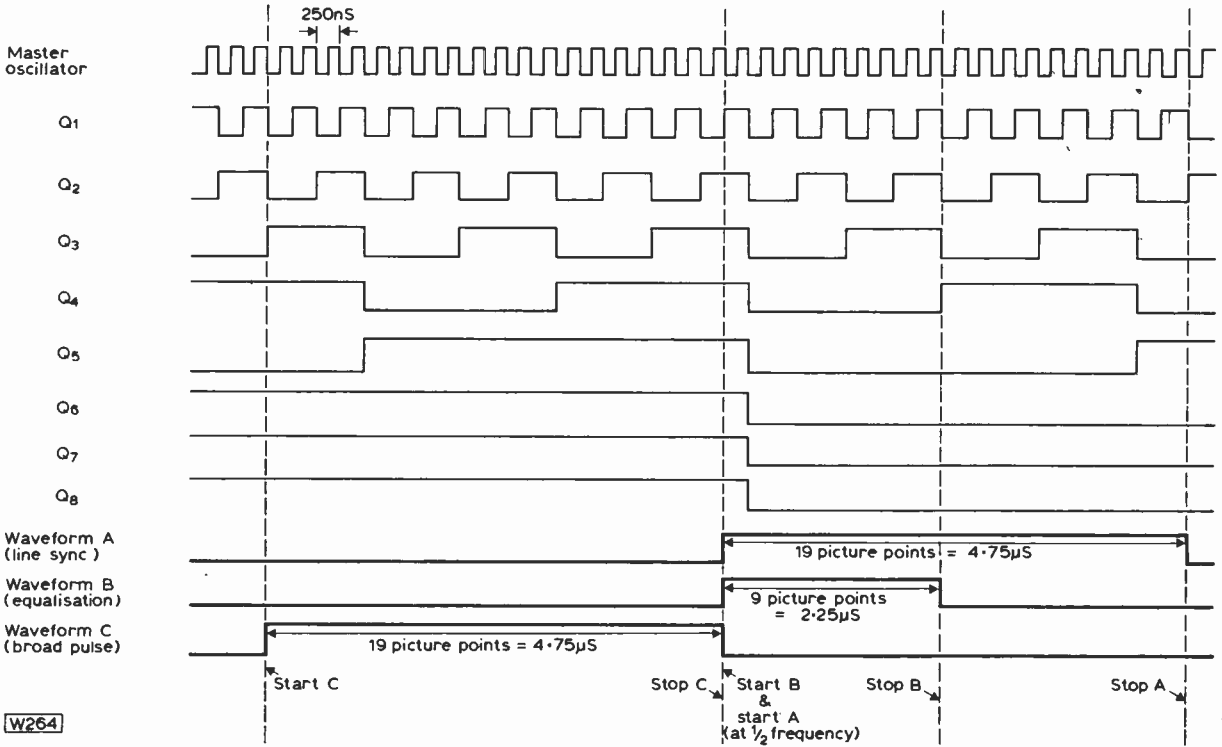 250nS
Master
oscillator
Q1
Q2
Q3
Q4
Q5
Q6
Q7
Q8
Waveform A
(line sync)
19 picture points = 4·75µS
Waveform B
(equalisation)
9 picture points
= 2·25µS
Waveform C
(broad pulse)
19 picture points = 4·75µS
Start C
Stop C
Start B
&
start A
(at 1/2 frequency)
Stop B
Stop A
W264